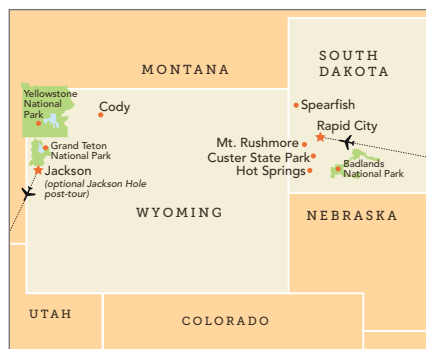 MONTANA
SOUTH
DAKOTA
Yellowstone
National
Park
Cody
Spearfish
Rapid City
Grand Teton
National Park
Mt. Rushmore
Custer State Park
Hot Springs
Badlands
National Park
Jackson
(optional Jackson Hole
post-tour)
WYOMING
NEBRASKA
UTAH
COLORADO